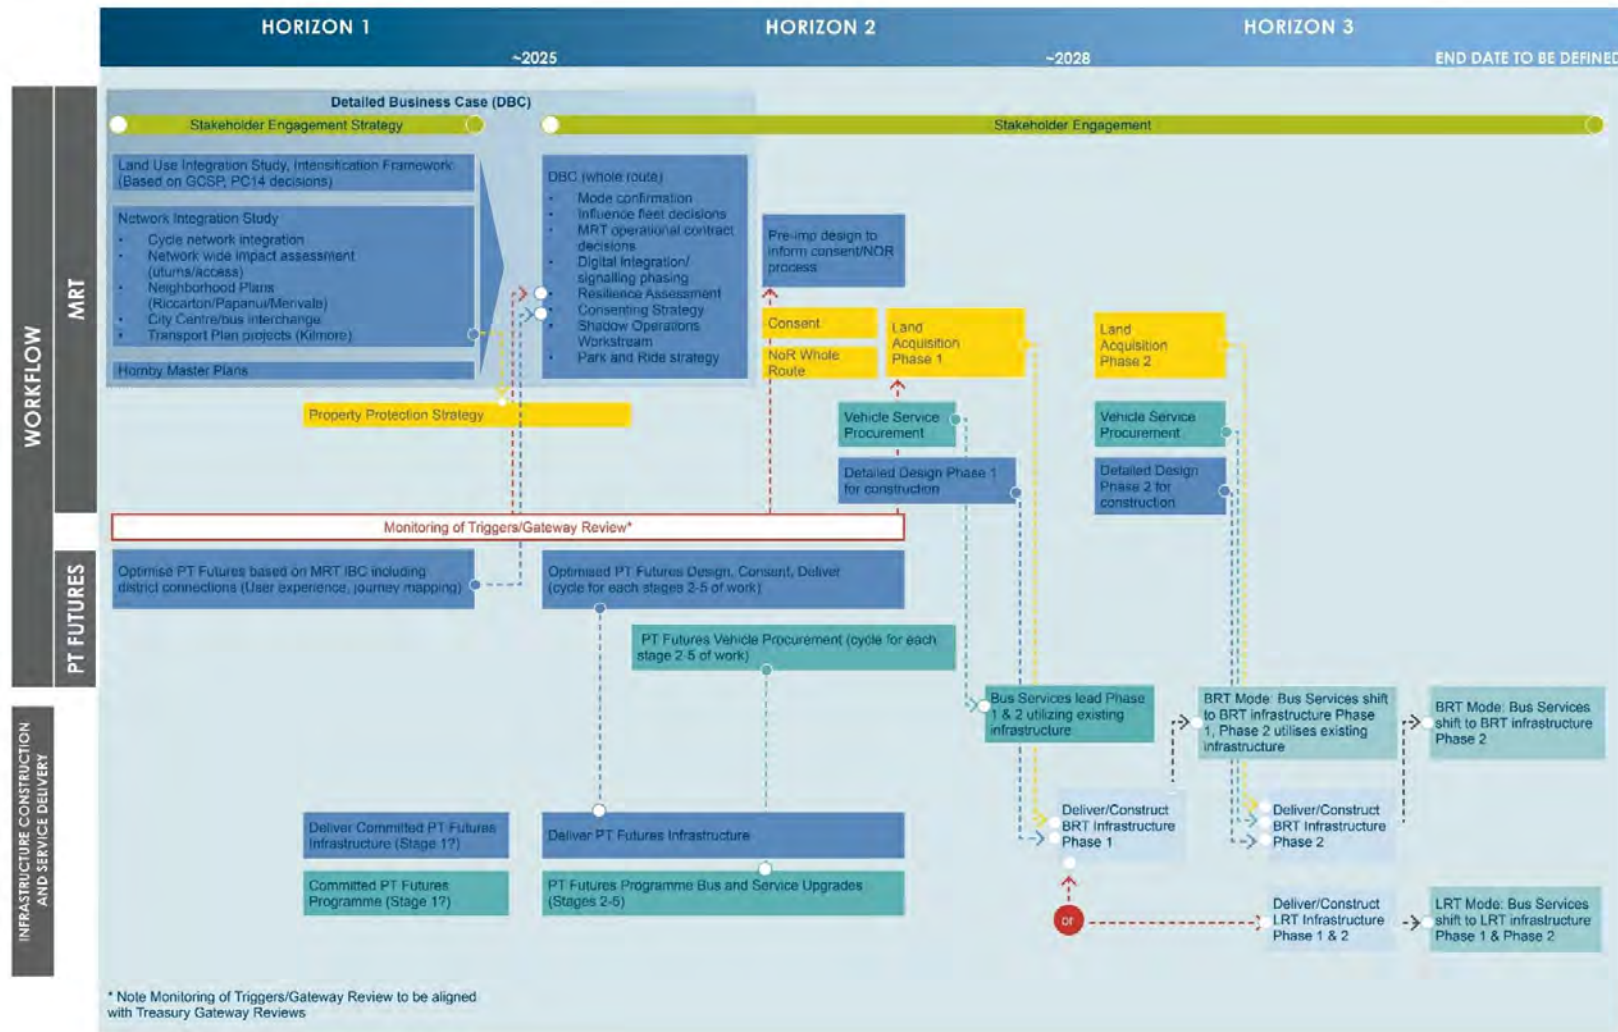 HORIZON 1
HORIZON 2
HORIZON 3
~2025
~2028
END DATE TO BE DEFINED
WORKFLOW
MRT
PT FUTURES
INFRASTRUCTURE CONSTRUCTION
AND SERVICE DELIVERY
Detailed Business Case (DBC)
Stakeholder Engagement Strategy
Stakeholder Engagement
Land Use Integration Study, Intensification Framework
(Based on GCSP, PC14 decisions)
Network Integration Study
• Cycle network integration
• Network wide impact assessment
(uturns/access)
• Neighborhood Plans
(Riccarton/Papanui/Merivale)
• City Centre/bus interchange
• Transport Plan projects (Kilmore)
Hornby Master Plans
DBC (whole route)
• Mode confirmation
• Influence fleet decisions
• MRT operational contract
decisions
• Digital Integration/
signalling phasing
• Resilience Assessment
• Consenting Strategy
• Shadow Operations
Workstream
• Park and Ride strategy
Pre-imp design to
inform consent/NOR
process
Consent
NoR Whole
Route
Land
Acquisition
Phase 1
Land
Acquisition
Phase 2
Property Protection Strategy
Vehicle Service
Procurement
Vehicle Service
Procurement
Detailed Design Phase 1
for construction
Detailed Design
Phase 2 for
construction
Monitoring of Triggers/Gateway Review*
Optimise PT Futures based on MRT IBC including
district connections (User experience, journey mapping)
Optimised PT Futures Design, Consent, Deliver
(cycle for each stages 2-5 of work)
PT Futures Vehicle Procurement (cycle for each
stage 2-5 of work)
Bus Services lead Phase
1 & 2 utilizing existing
infrastructure
BRT Mode: Bus Services shift
to BRT infrastructure Phase
1, Phase 2 utilises existing
infrastructure
BRT Mode: Bus Services
shift to BRT infrastructure
Phase 2
Deliver Committed PT Futures
Infrastructure (Stage 1?)
Deliver PT Futures Infrastructure
Deliver/Construct
BRT Infrastructure
Phase 1
Deliver/Construct
BRT Infrastructure
Phase 2
Committed PT Futures
Programme (Stage 1?)
PT Futures Programme Bus and Service Upgrades
(Stages 2-5)
or
Deliver/Construct
LRT Infrastructure
Phase 1 & 2
LRT Mode: Bus Services
shift to LRT infrastructure
Phase 1 & Phase 2
* Note Monitoring of Triggers/Gateway Review to be aligned
with Treasury Gateway Reviews